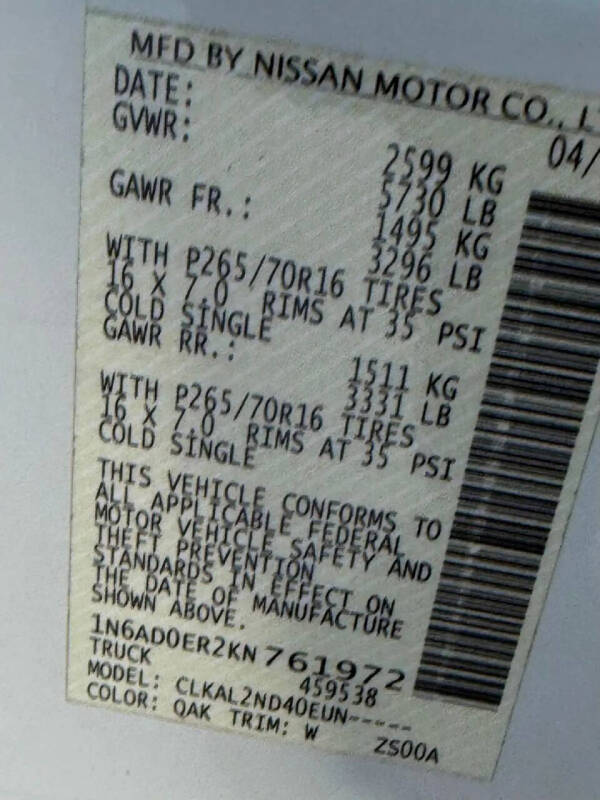 MFD BY NISSAN MOTOR CO., LT
DATE: 04/
GVWR: 2599 KG
5730 LB
GAWR FR.: 1495 KG
3296 LB
WITH P265/70R16 TIRES
16 X 7.0 RIMS AT 35 PSI
COLD SINGLE
GAWR RR.: 1511 KG
3331 LB
WITH P265/70R16 TIRES
16 X 7.0 RIMS AT 35 PSI
COLD SINGLE
THIS VEHICLE CONFORMS TO
ALL APPLICABLE FEDERAL
MOTOR VEHICLE SAFETY AND
THEFT PREVENTION
STANDARDS IN EFFECT ON
THE DATE OF MANUFACTURE
SHOWN ABOVE.
1N6AD0ER2KN761972
TRUCK 459538
MODEL: CLKAL2ND40EUN-----
COLOR: QAK TRIM: W ZS00A